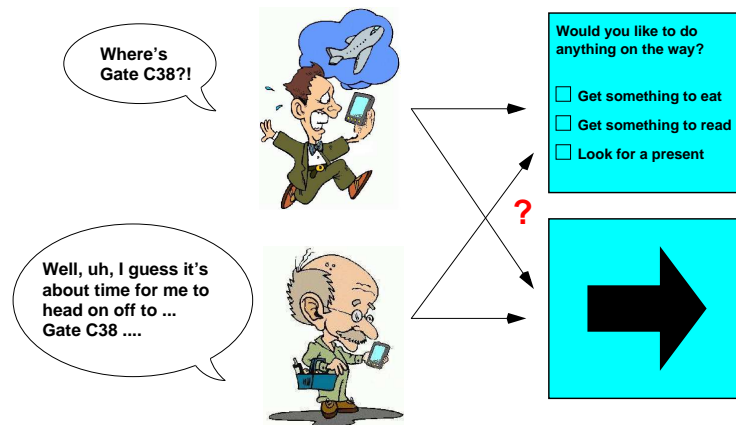 Where's
Gate C38?!
Would you like to do
anything on the way?
Get something to eat
Get something to read
Look for a present
?
Well, uh, I guess it's
about time for me to
head on off to ...
Gate C38 ....